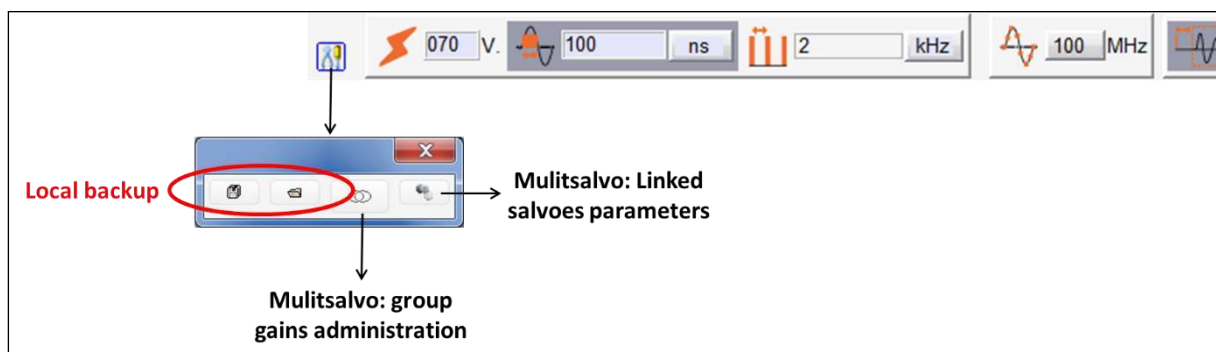 070 V. 100 ns 2 kHz 100 MHz
X
Local backup
Mulitsalvo: Linked
salvoes parameters
Mulitsalvo: group
gains administration